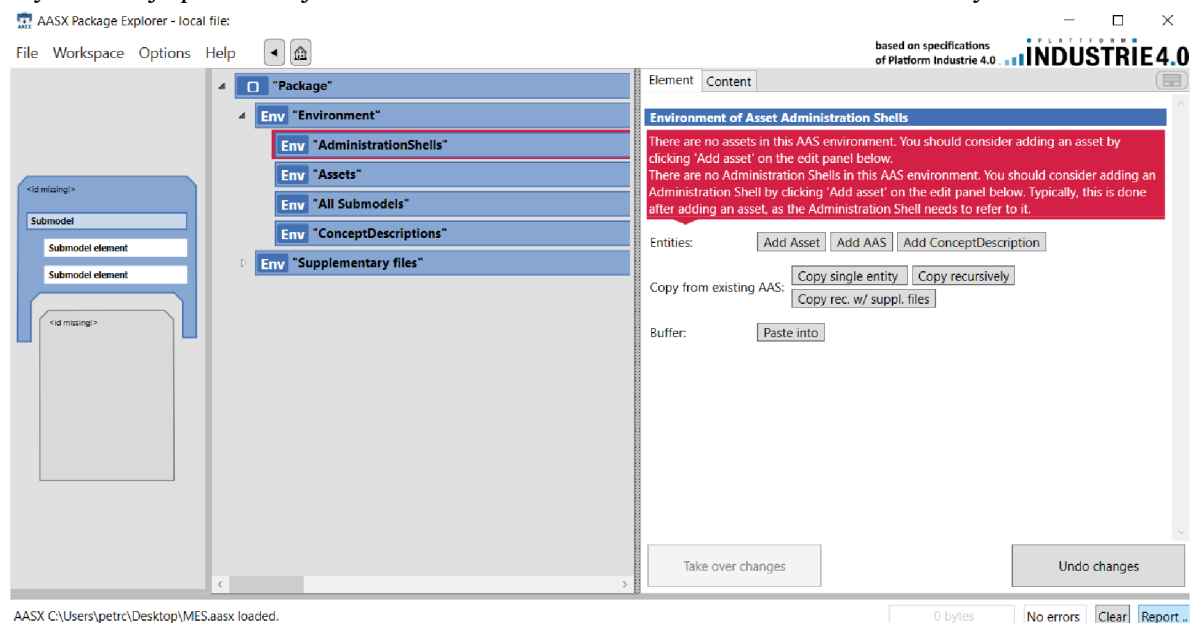 AASX Package Explorer - local file:
File Workspace Options Help
based on specifications
of Platform Industrie 4.0
PLATTFORM
INDUSTRIE4.0
<id missing!>
Submodel
Submodel element
Submodel element
<id missing!>
"Package"
Env "Environment"
Env "AdministrationShells"
Env "Assets"
Env "All Submodels"
Env "ConceptDescriptions"
Env "Supplementary files"
Element Content
Environment of Asset Administration Shells
There are no assets in this AAS environment. You should consider adding an asset by
clicking 'Add asset' on the edit panel below.
There are no Administration Shells in this AAS environment. You should consider adding an
Administration Shell by clicking 'Add asset' on the edit panel below. Typically, this is done
after adding an asset, as the Administration Shell needs to refer to it.
Entities: Add Asset Add AAS Add ConceptDescription
Copy from existing AAS: Copy single entity Copy recursively
Copy rec. w/ suppl. files
Buffer: Paste into
Take over changes Undo changes
AASX C:\Users\petrc\Desktop\MES.aasx loaded. 0 bytes No errors Clear Report ..